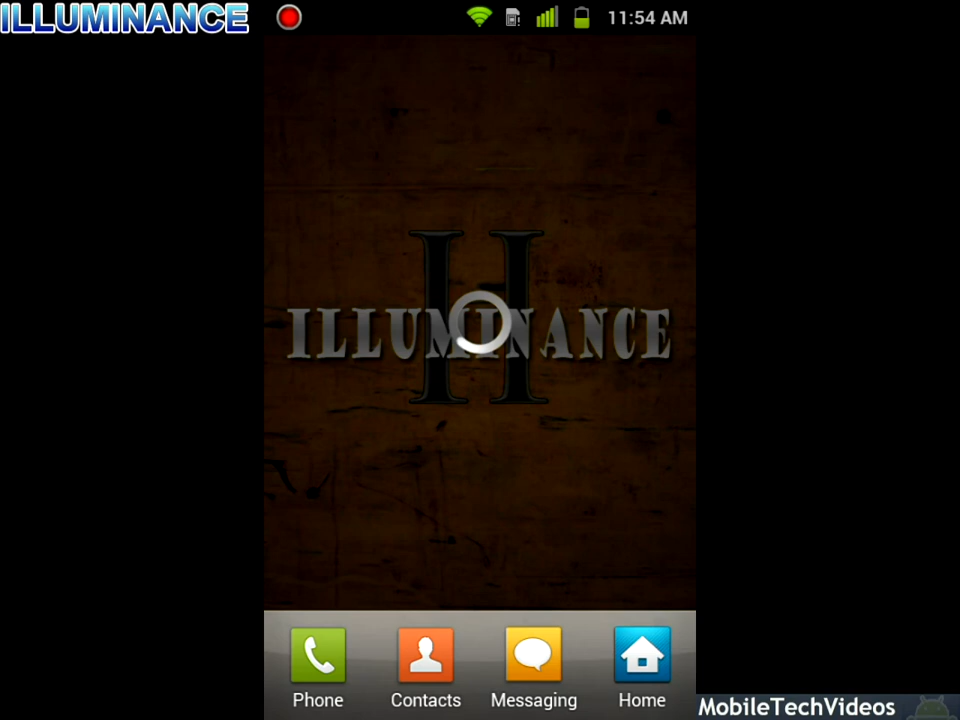 ILLUMINANCE
11:54 AM
H
ILLUMINANCE
Phone Contacts Messaging Home
MobileTechVideos